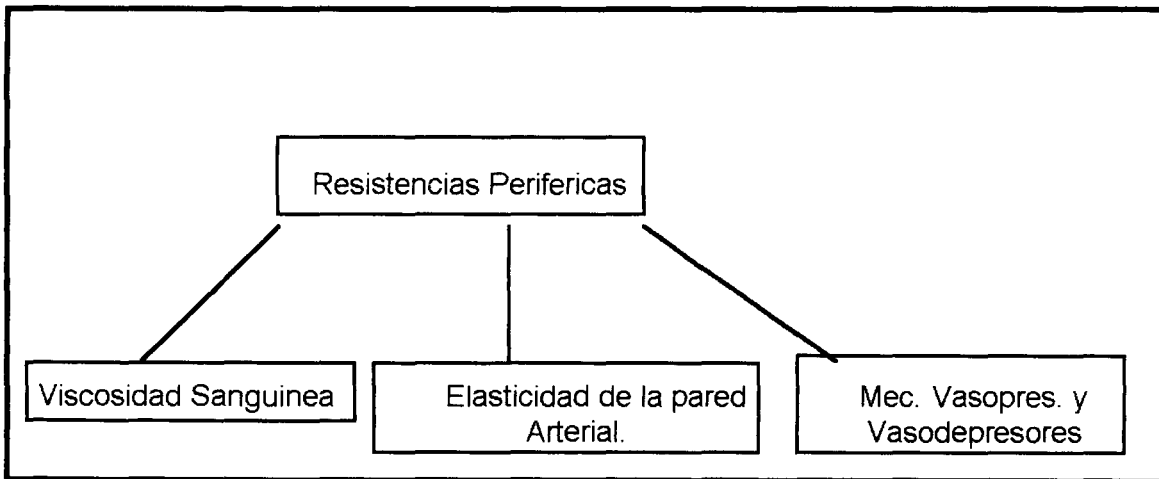 Resistencias Perifericas
Viscosidad Sanguinea
Elasticidad de la pared
Arterial.
Mec. Vasopres. y
Vasodepresores